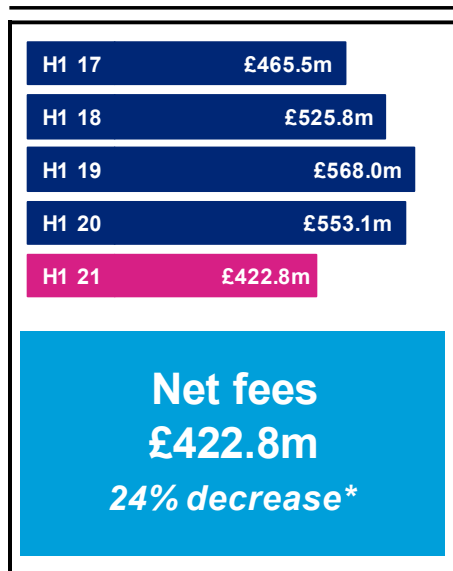 H1 17 £465.5m
H1 18 £525.8m
H1 19 £568.0m
H1 20 £553.1m
H1 21 £422.8m
Net fees
£422.8m
24% decrease*